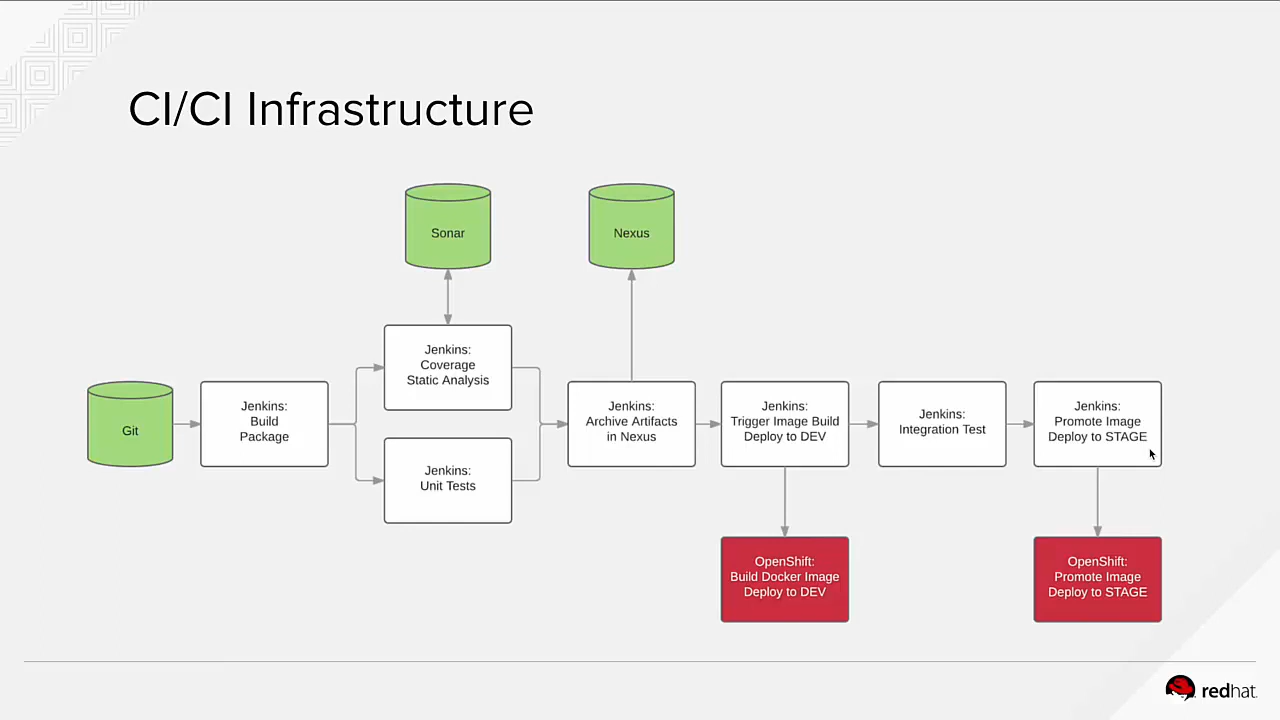 CI/CI Infrastructure
Sonar
Nexus
Jenkins:
Coverage
Static Analysis
Git
Jenkins:
Build
Package
Jenkins:
Unit Tests
Jenkins:
Archive Artifacts
in Nexus
Jenkins:
Trigger Image Build
Deploy to DEV
Jenkins:
Integration Test
Jenkins:
Promote Image
Deploy to STAGE
OpenShift:
Build Docker Image
Deploy to DEV
OpenShift:
Promote Image
Deploy to STAGE
redhat.